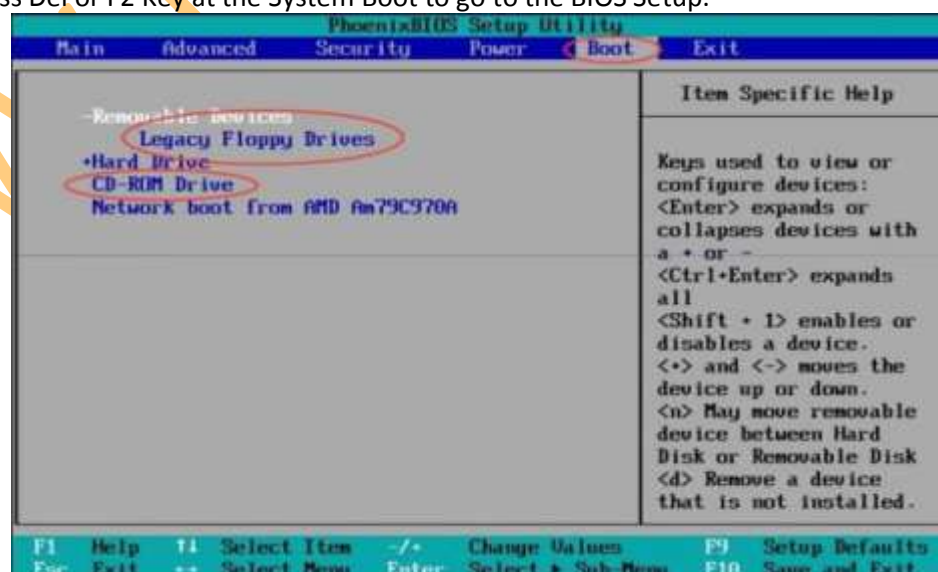 ss Del or F2 Key at the System Boot to go to the BIOS Setup.
PhoenixBIOS Setup Utility
Main Advanced Security Power Boot Exit
-Removable Devices
Legacy Floppy Drives
+Hard Drive
CD-ROM Drive
Network boot from AMD Am79C970A
Item Specific Help
Keys used to view or
configure devices:
<Enter> expands or
collapses devices with
a + or -
<Ctrl+Enter> expands
all
<Shift + 1> enables or
disables a device.
<+> and <-> moves the
device up or down.
<n> May move removable
device between Hard
Disk or Removable Disk
<d> Remove a device
that is not installed.
F1 Help ↑↓ Select Item -/+ Change Values F9 Setup Defaults
Esc Exit ↔ Select Menu Enter Select ▶ Sub-Menu F10 Save and Exit